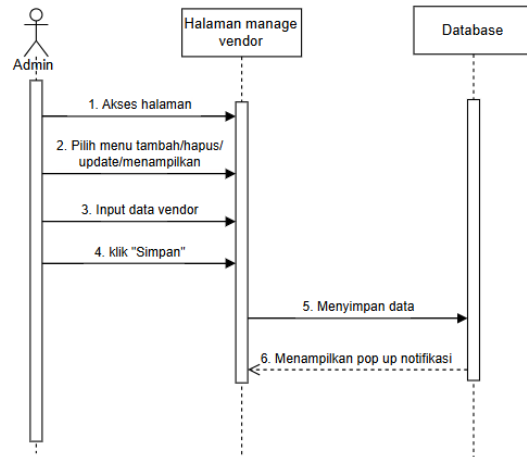 Halaman manage
vendor
Database
Admin
1. Akses halaman
2. Pilih menu tambah/hapus/
update/menampilkan
3. Input data vendor
4. klik "Simpan"
5. Menyimpan data
6. Menampilkan pop up notifikasi